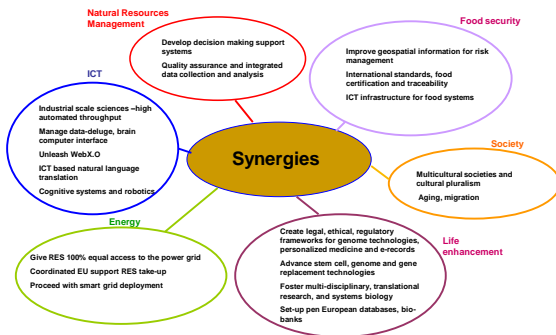 Natural Resources
Management
Develop decision making support
systems
Quality assurance and integrated
data collection and analysis
Food security
Improve geospatial information for risk
management
International standards, food
certification and traceability
ICT infrastructure for food systems
ICT
Industrial scale sciences –high
automated throughput
Manage data-deluge, brain
computer interface
Unleash WebX.O
ICT based natural language
translation
Cognitive systems and robotics
Synergies
Society
Multicultural societies and
cultural pluralism
Aging, migration
Energy
Give RES 100% equal access to the power grid
Coordinated EU support RES take-up
Proceed with smart grid deployment
Life
enhancement
Create legal, ethical, regulatory
frameworks for genome technologies,
personalized medicine and e-records
Advance stem cell, genome and gene
replacement technologies
Foster multi-disciplinary, translational
research, and systems biology
Set-up pen European databases, bio-
banks